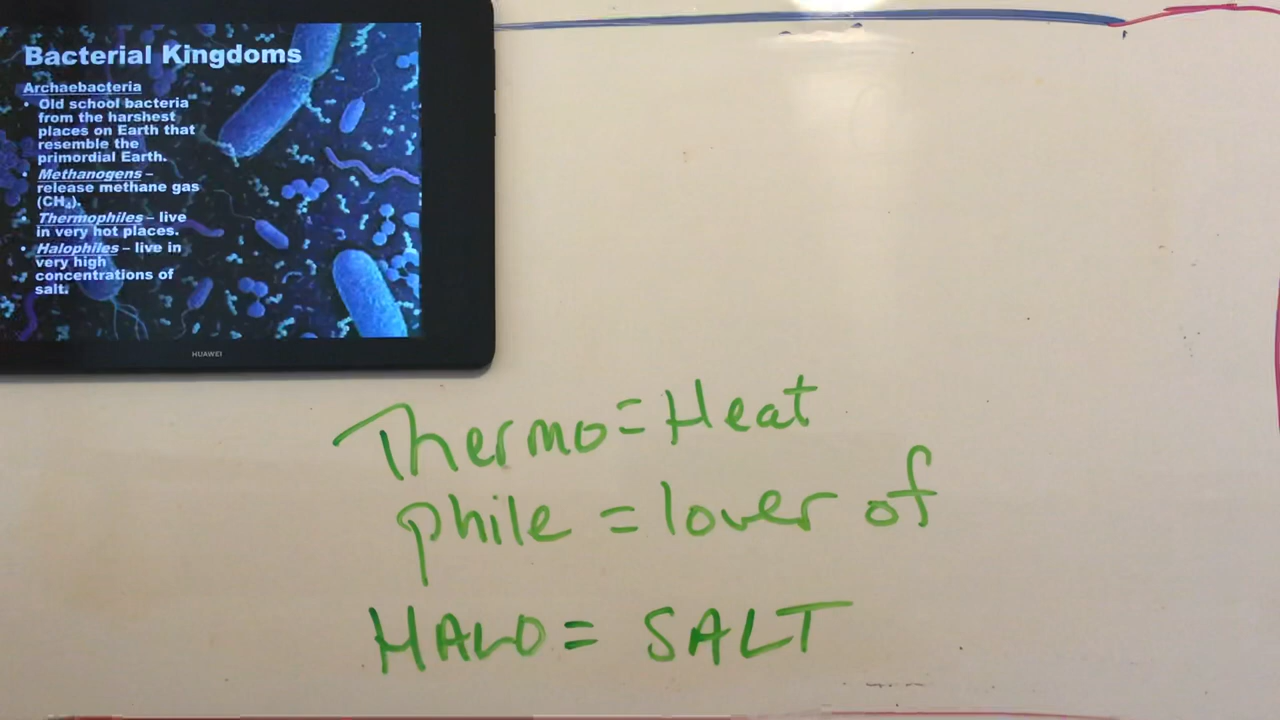 Bacterial Kingdoms
Archaebacteria
• Old school bacteria
from the harshest
places on Earth that
resemble the
primordial Earth.
• Methanogens –
release methane gas
(CH₄).
• Thermophiles – live
in very hot places.
• Halophiles – live in
very high
concentrations of
salt.
HUAWEI
Thermo = Heat
phile = lover of
HALO = SALT